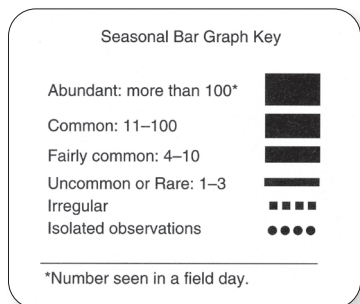 Seasonal Bar Graph Key
Abundant: more than 100*
Common: 11–100
Fairly common: 4–10
Uncommon or Rare: 1–3
Irregular
Isolated observations
*Number seen in a field day.